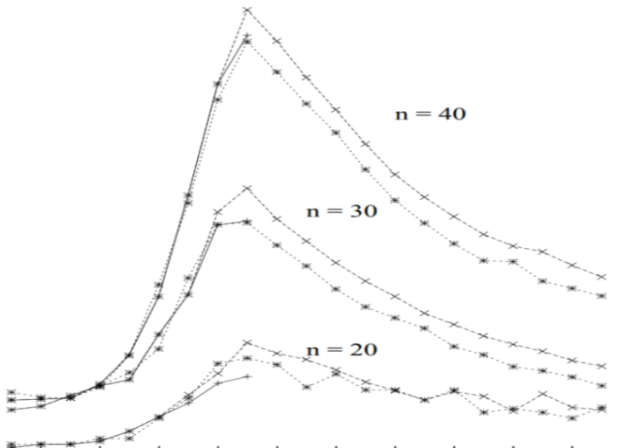 n = 40
n = 30
n = 20